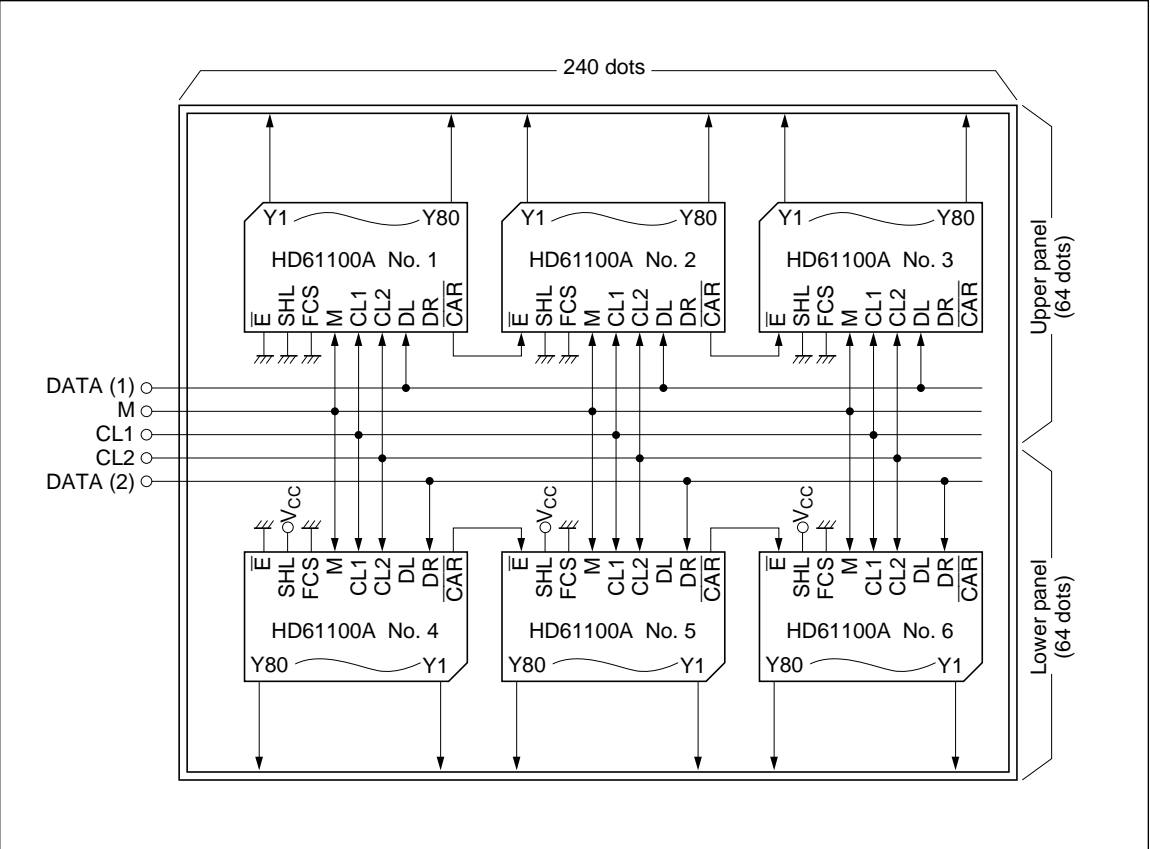 240 dots
Y1 Y80 Y1 Y80 Y1 Y80
HD61100A No. 1 HD61100A No. 2 HD61100A No. 3
E SHL FCS M CL1 CL2 DL DR CAR E SHL FCS M CL1 CL2 DL DR CAR E SHL FCS M CL1 CL2 DL DR CAR
Upper panel
(64 dots)
DATA (1)
M
CL1
CL2
DATA (2)
VCC VCC VCC
E SHL FCS M CL1 CL2 DL DR CAR E SHL FCS M CL1 CL2 DL DR CAR E SHL FCS M CL1 CL2 DL DR CAR
HD61100A No. 4 HD61100A No. 5 HD61100A No. 6
Y80 Y1 Y80 Y1 Y80 Y1
Lower panel
(64 dots)